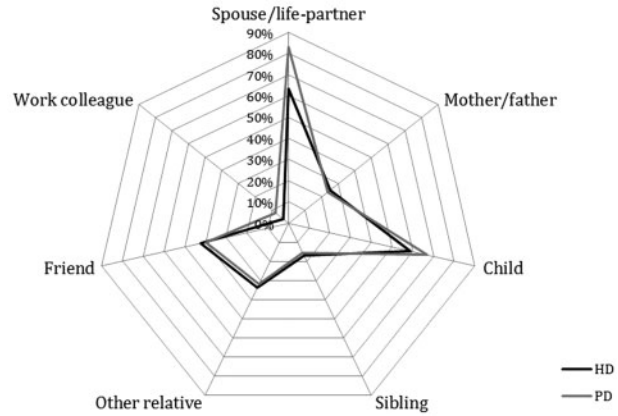 Spouse/life-partner
90%
80%
70%
60%
50%
40%
30%
20%
10%
0%
Work colleague
Mother/father
Friend
Child
Other relative
Sibling
HD
PD